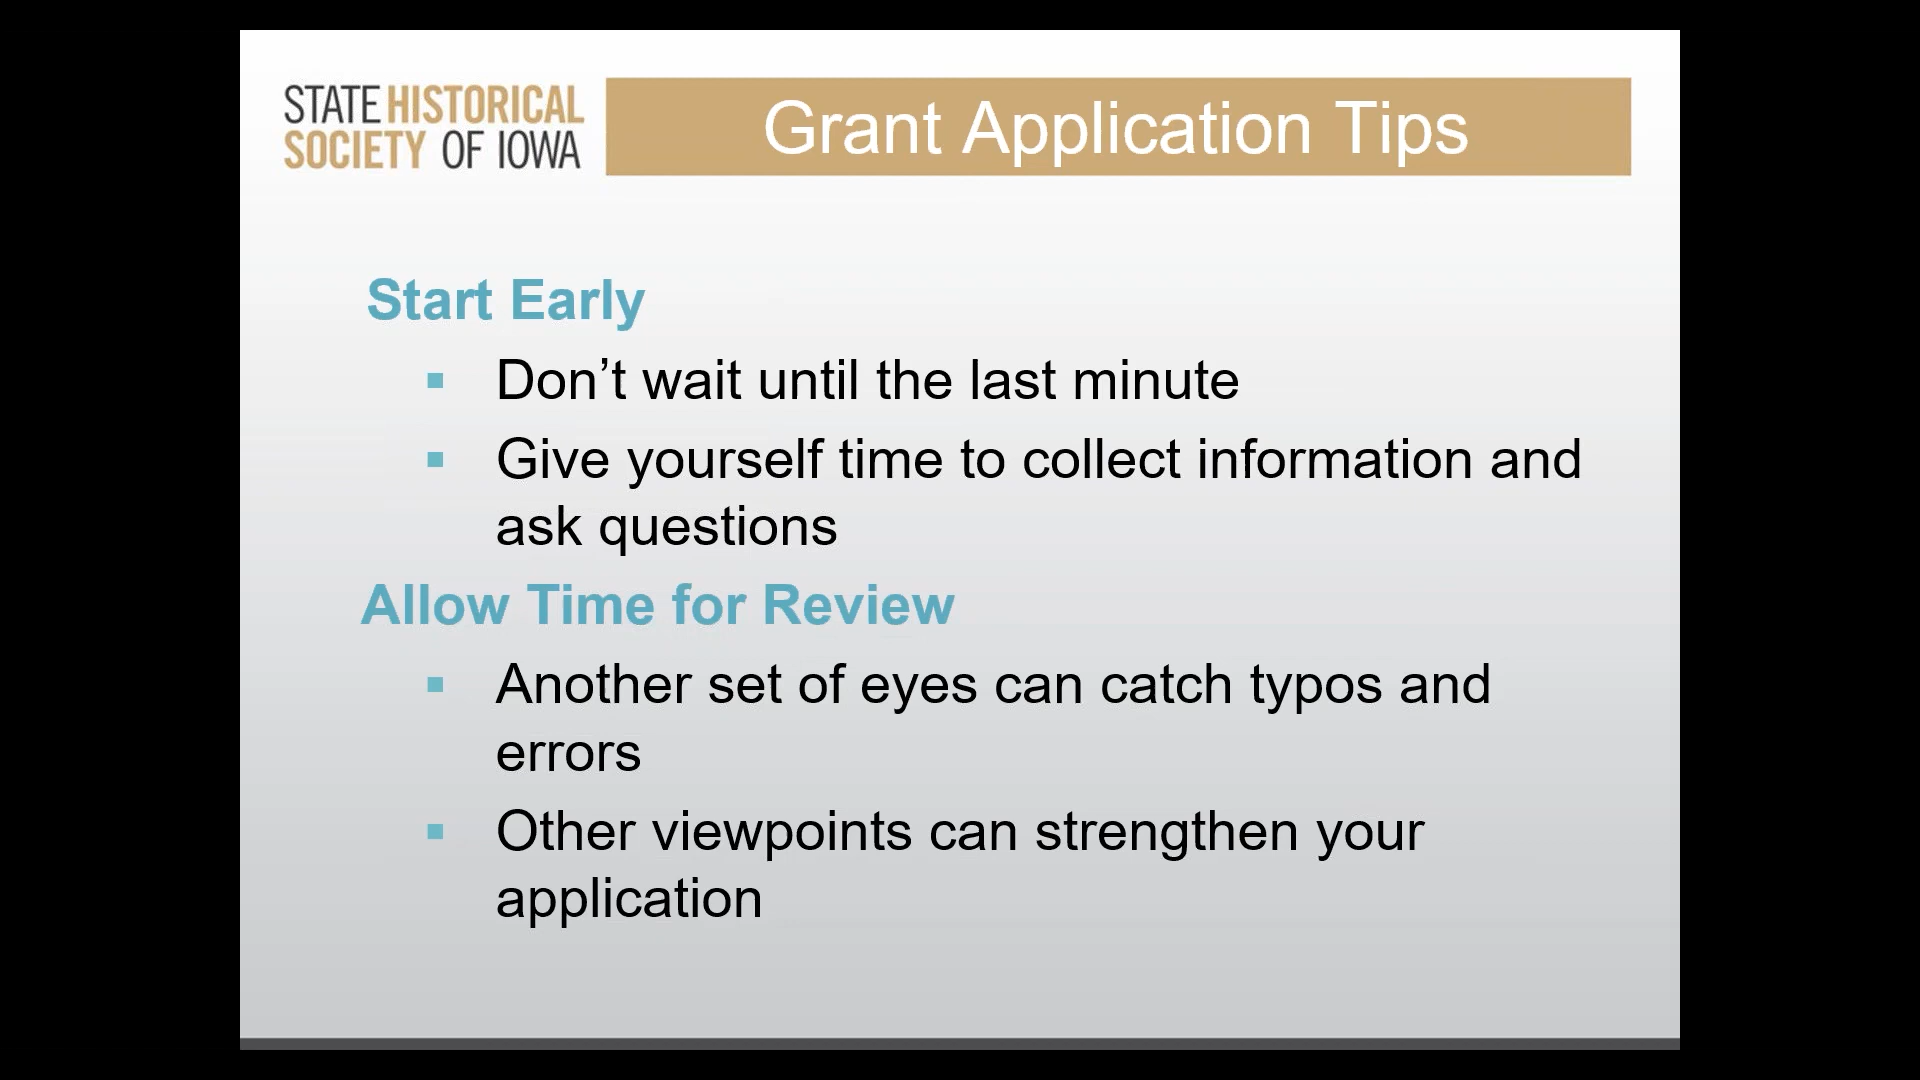 STATE HISTORICAL
SOCIETY OF IOWA
Grant Application Tips
Start Early
▪ Don’t wait until the last minute
▪ Give yourself time to collect information and
ask questions
Allow Time for Review
▪ Another set of eyes can catch typos and
errors
▪ Other viewpoints can strengthen your
application